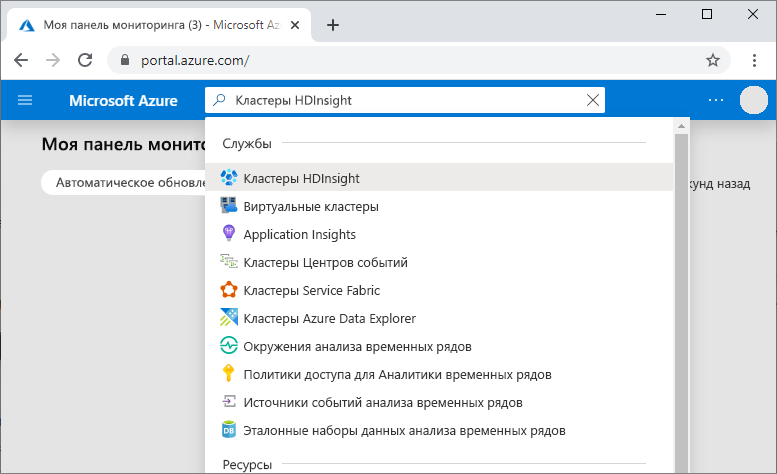 Моя панель мониторинга (3) - Microsoft Az
portal.azure.com/
Microsoft Azure
Кластеры HDInsight
Моя панель монито
Службы
Автоматическое обновле
Кластеры HDInsight
кунд назад
Виртуальные кластеры
Application Insights
Кластеры Центров событий
Кластеры Service Fabric
Кластеры Azure Data Explorer
Окружения анализа временных рядов
Политики доступа для Аналитики временных рядов
Источники событий анализа временных рядов
Эталонные наборы данных анализа временных рядов
Ресурсы